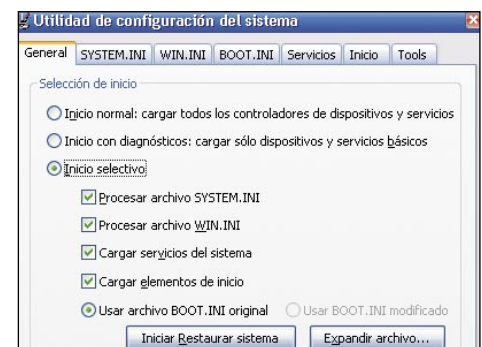 Utilidad de configuración del sistema
General SYSTEM.INI WIN.INI BOOT.INI Servicios Inicio Tools
Selección de inicio
Inicio normal: cargar todos los controladores de dispositivos y servicios
Inicio con diagnósticos: cargar sólo dispositivos y servicios básicos
Inicio selectivo
Procesar archivo SYSTEM.INI
Procesar archivo WIN.INI
Cargar servicios del sistema
Cargar elementos de inicio
Usar archivo BOOT.INI original Usar BOOT.INI modificado
Iniciar Restaurar sistema Expandir archivo...